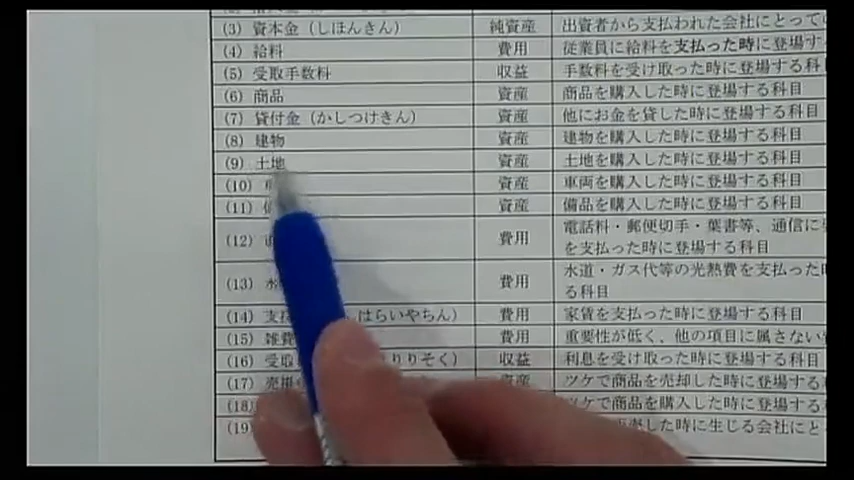 (3) 資本金（しほんきん） 純資産 出資者から支払われた会社にとって
(4) 給料 費用 従業員に給料を支払った時に登場す
(5) 受取手数料 収益 手数料を受け取った時に登場する科
(6) 商品 資産 商品を購入した時に登場する科目
(7) 貸付金（かしつけきん） 資産 他にお金を貸した時に登場する科目
(8) 建物 資産 建物を購入した時に登場する科目
(9) 土地 資産 土地を購入した時に登場する科目
(10) 資産 車両を購入した時に登場する科目
(11) 資産 備品を購入した時に登場する科目
(12) 費用 電話料・郵便切手・葉書等、通信に
を支払った時に登場する科目
(13) 水 費用 水道・ガス代等の光熱費を支払った
る科目
(14) 支 はらいやちん） 費用 家賃を支払った時に登場する科目
(15) 雑費 費用 重要性が低く、他の項目に属さない
(16) 受取 りりそく） 収益 利息を受け取った時に登場する科目
(17) 売掛 資産 ツケで商品を売却した時に登場する科
(18) ツケで商品を購入した時に登場する
(19) した時に生じる会社にと